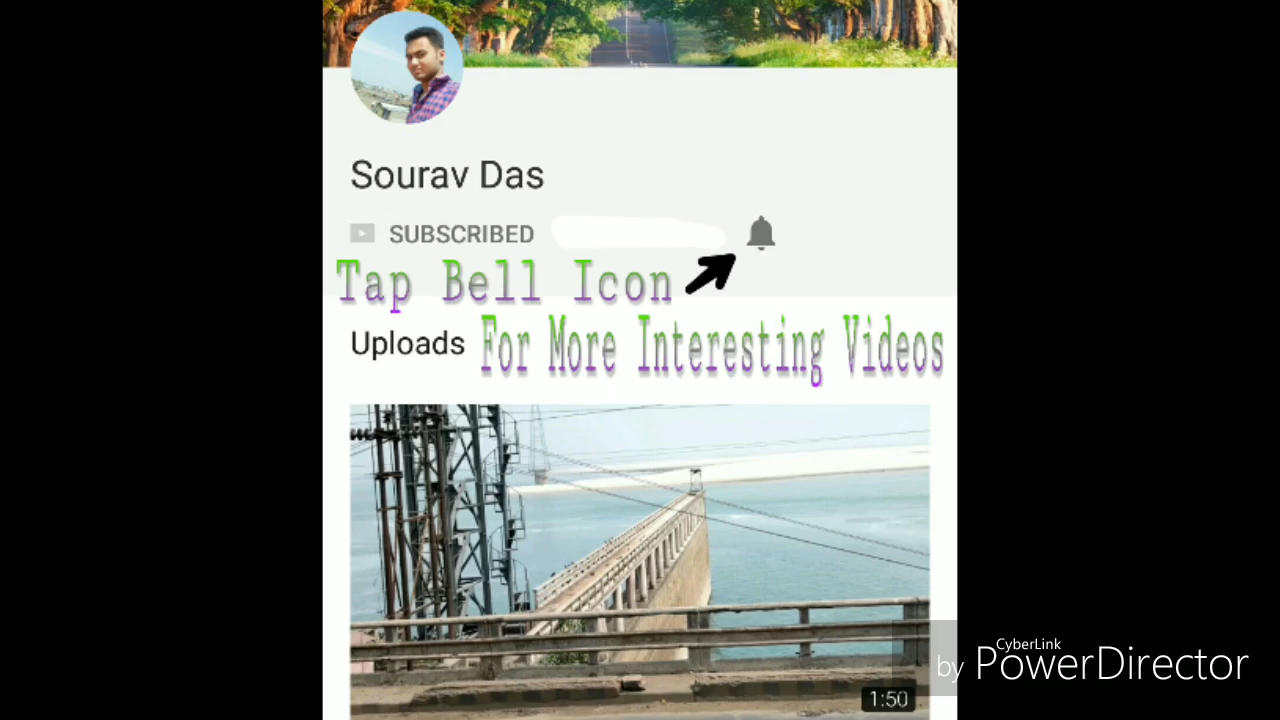 Sourav Das
SUBSCRIBED
Tap Bell Icon
Uploads For More Interesting Videos
1:50
CyberLink
by PowerDirector